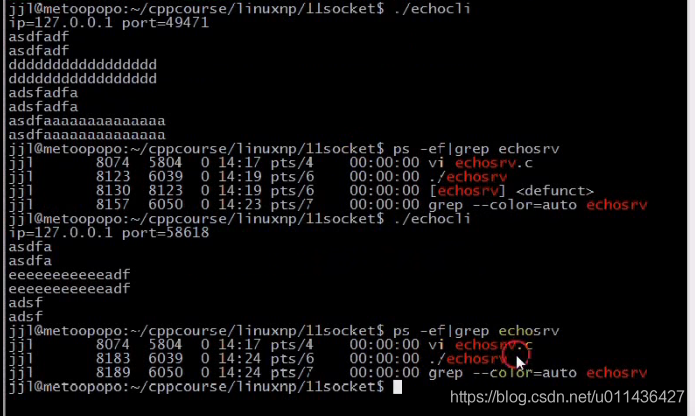 jjl@metoopopo:~/cppcourse/linuxnp/11socket$ ./echocli
ip=127.0.0.1 port=49471
asdfadf
asdfadf
ddddddddddddddddd
ddddddddddddddddd
adsfadfa
adsfadfa
asdfaaaaaaaaaaaaaa
asdfaaaaaaaaaaaaaa
jjl@metoopopo:~/cppcourse/linuxnp/11socket$ ps -ef|grep echosrv
jjl 8074 5804 0 14:17 pts/4 00:00:00 vi echosrv.c
jjl 8123 6039 0 14:19 pts/6 00:00:00 ./echosrv
jjl 8130 8123 0 14:19 pts/6 00:00:00 [echosrv] <defunct>
jjl 8157 6050 0 14:23 pts/7 00:00:00 grep --color=auto echosrv
jjl@metoopopo:~/cppcourse/linuxnp/11socket$ ./echocli
ip=127.0.0.1 port=58618
asdfa
asdfa
eeeeeeeeeeeadf
eeeeeeeeeeeadf
adsf
adsf
jjl@metoopopo:~/cppcourse/linuxnp/11socket$ ps -ef|grep echosrv
jjl 8074 5804 0 14:17 pts/4 00:00:00 vi echosrv.c
jjl 8183 6039 0 14:24 pts/6 00:00:00 ./echosrv
jjl 8189 6050 0 14:24 pts/7 00:00:00 grep --color=auto echosrv
jjl@metoopopo:~/cppcourse/linuxnp/11socket$
https://blog.csdn.net/u011436427